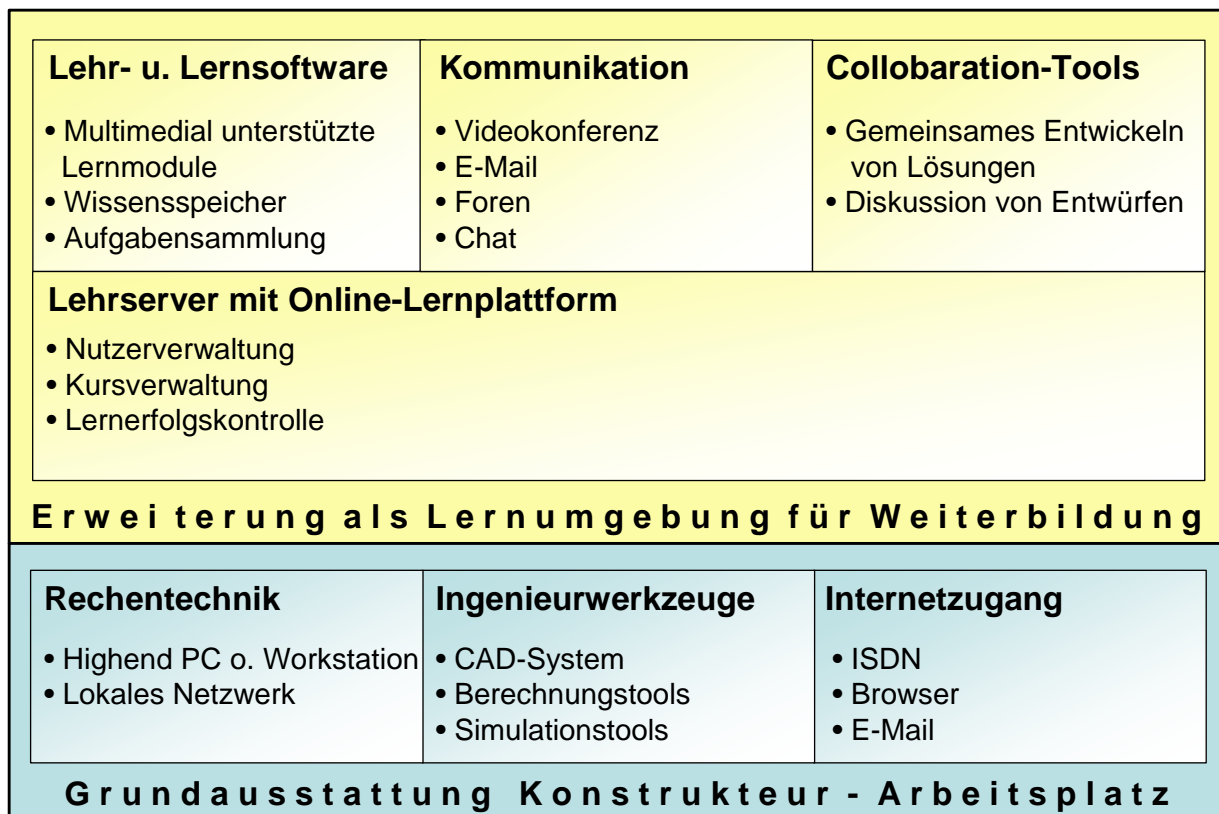 Lehr- u. Lernsoftware
• Multimedial unterstützte
Lernmodule
• Wissensspeicher
• Aufgabensammlung
Kommunikation
• Videokonferenz
• E-Mail
• Foren
• Chat
Collobaration-Tools
• Gemeinsames Entwickeln
von Lösungen
• Diskussion von Entwürfen
Lehrserver mit Online-Lernplattform
• Nutzerverwaltung
• Kursverwaltung
• Lernerfolgskontrolle
Erweiterung als Lernumgebung für Weiterbildung
Rechentechnik
• Highend PC o. Workstation
• Lokales Netzwerk
Ingenieurwerkzeuge
• CAD-System
• Berechnungstools
• Simulationstools
Internetzugang
• ISDN
• Browser
• E-Mail
Grundausstattung Konstrukteur - Arbeitsplatz